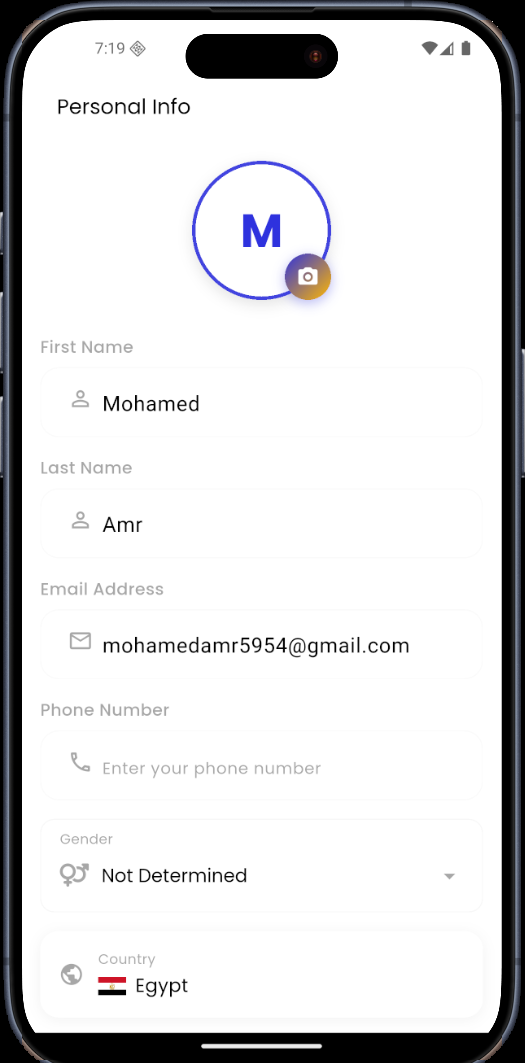 7:19
Personal Info
M
First Name
Mohamed
Last Name
Amr
Email Address
mohamedamr5954@gmail.com
Phone Number
Enter your phone number
Gender
Not Determined
Country
Egypt